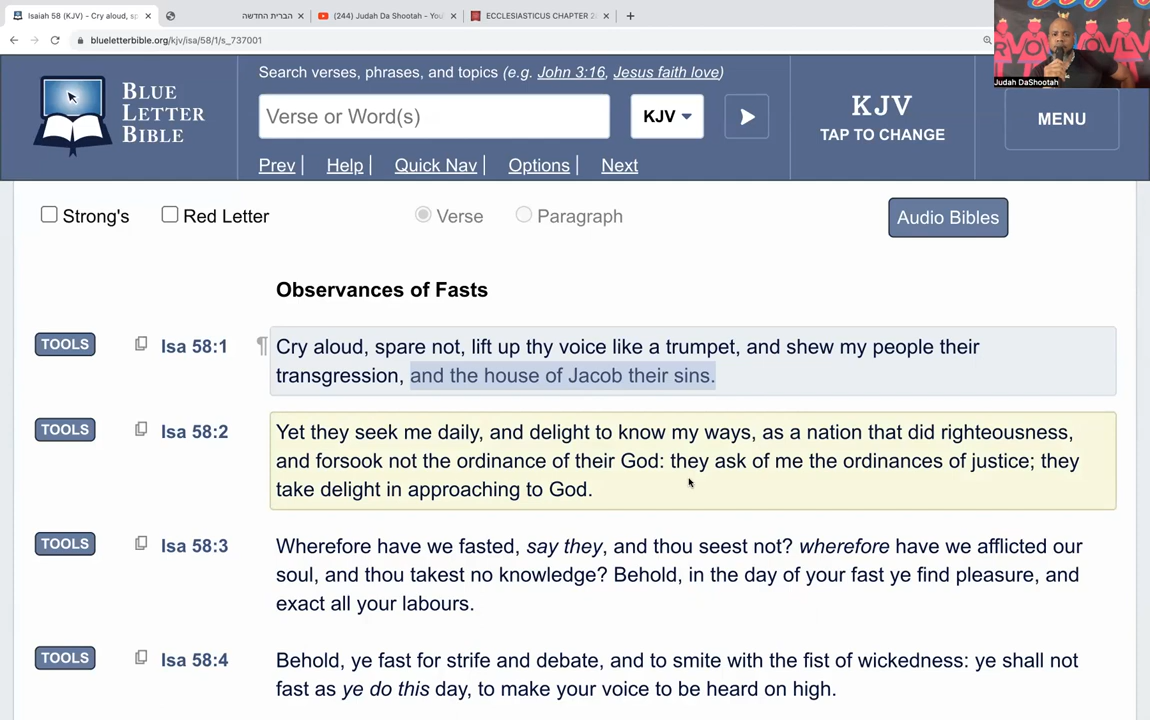 Isaiah 58 (KJV) - Cry aloud, sp
הברית החדשה
(244) Judah Da Shootah - You
ECCLESIASTICUS CHAPTER 2
blueletterbible.org/kjv/isa/58/1/s_737001
Judah DaShootah
BLUE
LETTER
BIBLE
Search verses, phrases, and topics (e.g. John 3:16, Jesus faith love)
Verse or Word(s)
KJV
Prev | Help | Quick Nav | Options | Next
KJV
TAP TO CHANGE
MENU
Strong's Red Letter Verse Paragraph Audio Bibles
Observances of Fasts
TOOLS Isa 58:1 ¶ Cry aloud, spare not, lift up thy voice like a trumpet, and shew my people their
transgression, and the house of Jacob their sins.
TOOLS Isa 58:2 Yet they seek me daily, and delight to know my ways, as a nation that did righteousness,
and forsook not the ordinance of their God: they ask of me the ordinances of justice; they
take delight in approaching to God.
TOOLS Isa 58:3 Wherefore have we fasted, say they, and thou seest not? wherefore have we afflicted our
soul, and thou takest no knowledge? Behold, in the day of your fast ye find pleasure, and
exact all your labours.
TOOLS Isa 58:4 Behold, ye fast for strife and debate, and to smite with the fist of wickedness: ye shall not
fast as ye do this day, to make your voice to be heard on high.